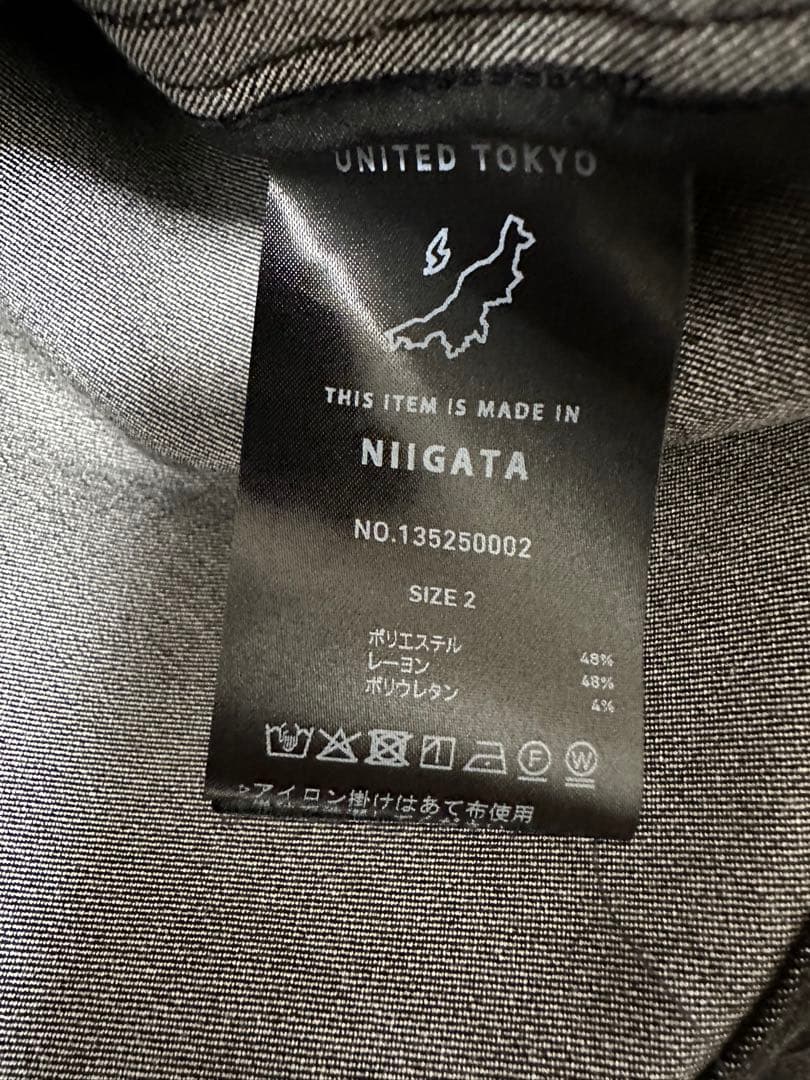 UNITED TOKYO
THIS ITEM IS MADE IN
NIIGATA
NO.135250002
SIZE 2
ポリエステル 48%
レーヨン 48%
ポリウレタン 4%
F W
アイロン掛けはあて布使用